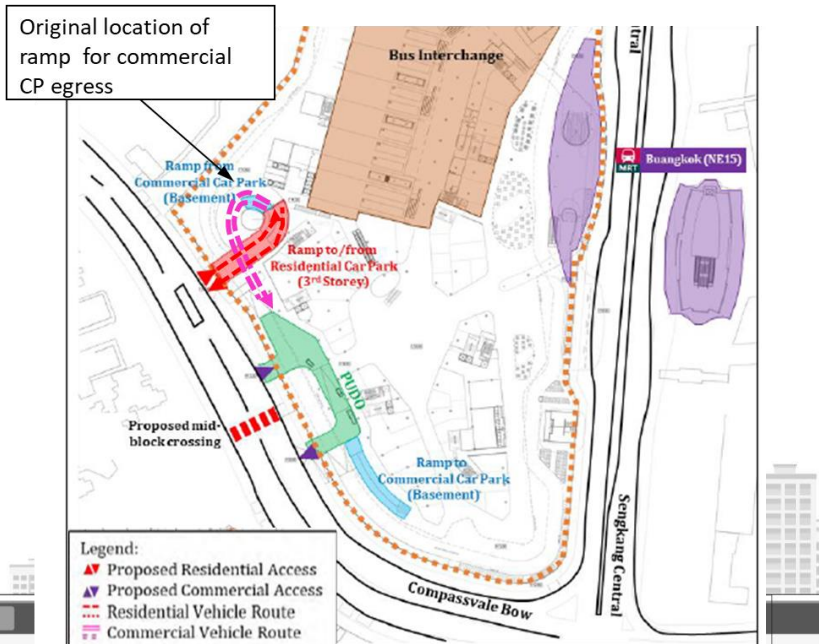 Original location of
ramp for commercial
CP egress
Bus Interchange
ntral
MRT
Buangkok (NE15)
Ramp from
Commercial Car Park
(Basement)
Ramp to/from
Residential Car Park
(3rd Storey)
PUDO
Proposed mid-
block crossing
Ramp to
Commercial Car Park
(Basement)
Sengkang Central
Compassvale Bow
Legend:
Proposed Residential Access
Proposed Commercial Access
Residential Vehicle Route
Commercial Vehicle Route